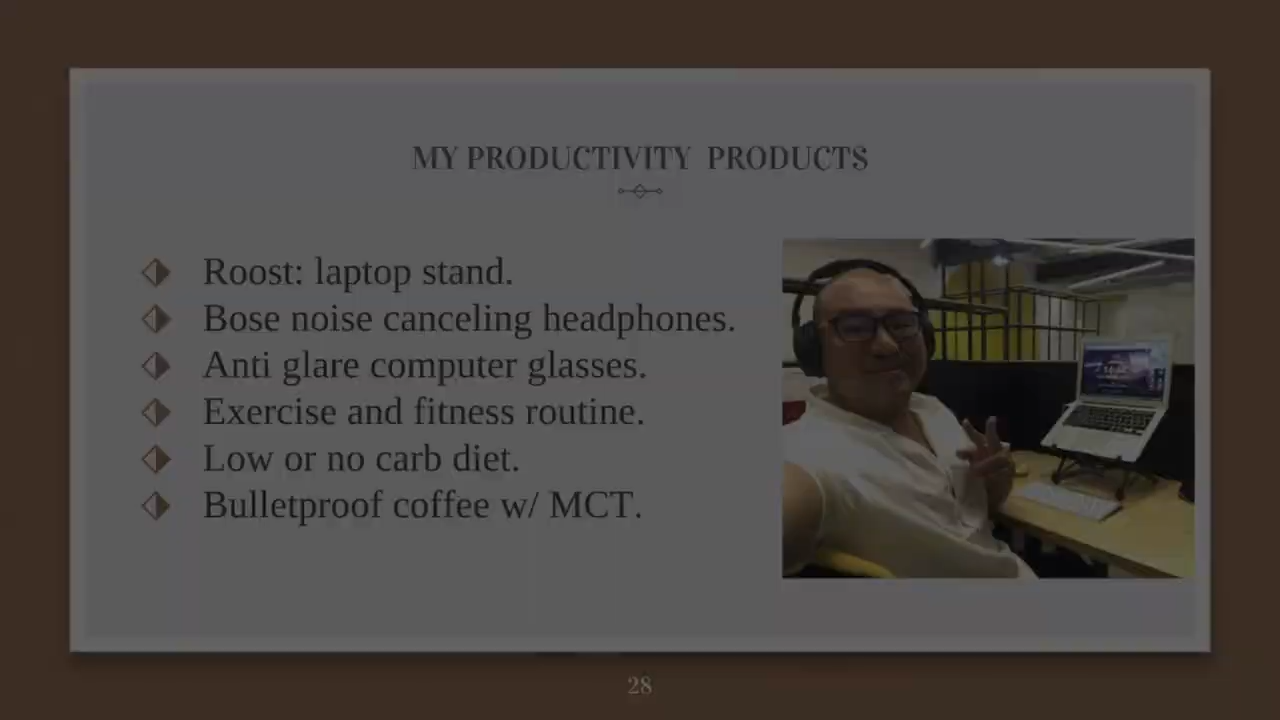 MY PRODUCTIVITY PRODUCTS
Roost: laptop stand.
Bose noise canceling headphones.
Anti glare computer glasses.
Exercise and fitness routine.
Low or no carb diet.
Bulletproof coffee w/ MCT.
28